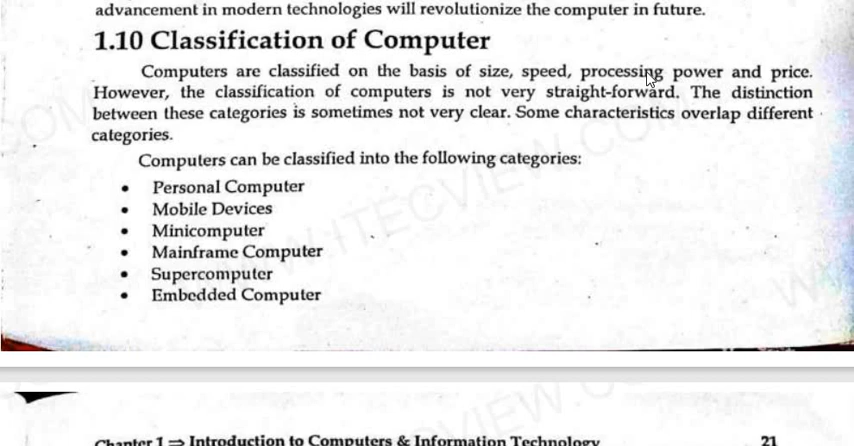 advancement in modern technologies will revolutionize the computer in future.
1.10 Classification of Computer
Computers are classified on the basis of size, speed, processing power and price.
However, the classification of computers is not very straight-forward. The distinction
between these categories is sometimes not very clear. Some characteristics overlap different
categories.
Computers can be classified into the following categories:
• Personal Computer
• Mobile Devices
• Minicomputer
• Mainframe Computer
• Supercomputer
• Embedded Computer
WWW.ITECVIEW.COM
Chapter 1 ⇒ Introduction to Computers & Information Technology 21